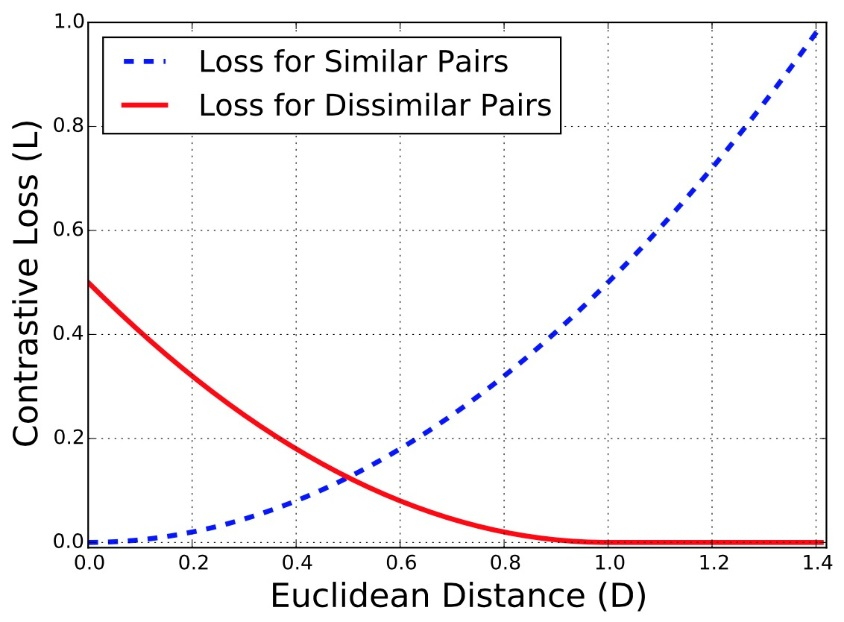 Loss for Similar Pairs
Loss for Dissimilar Pairs
Contrastive Loss (L)
1.0
0.8
0.6
0.4
0.2
0.0
0.0 0.2 0.4 0.6 0.8 1.0 1.2 1.4
Euclidean Distance (D)